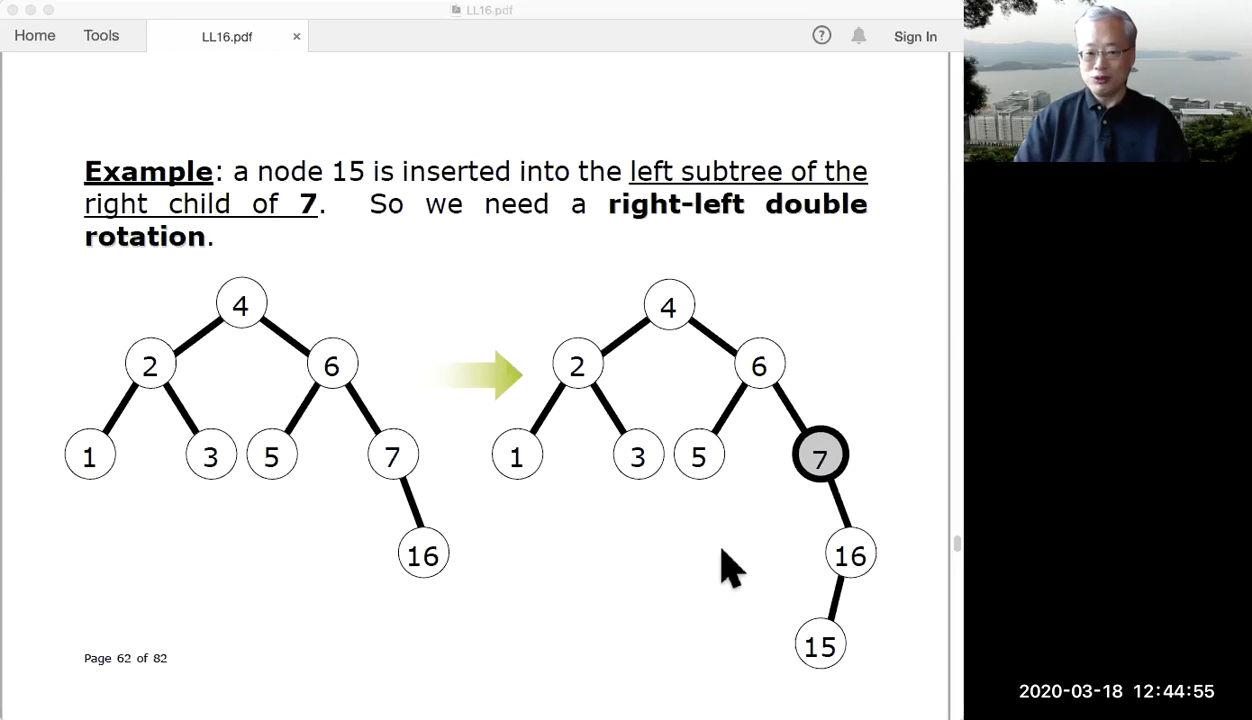 LL16.pdf
Home Tools LL16.pdf × ? Sign In
Example: a node 15 is inserted into the left subtree of the
right child of 7. So we need a right-left double
rotation.
4 4
2 6 2 6
1 3 5 7 1 3 5 7
16 16
15
Page 62 of 82
2020-03-18 12:44:55